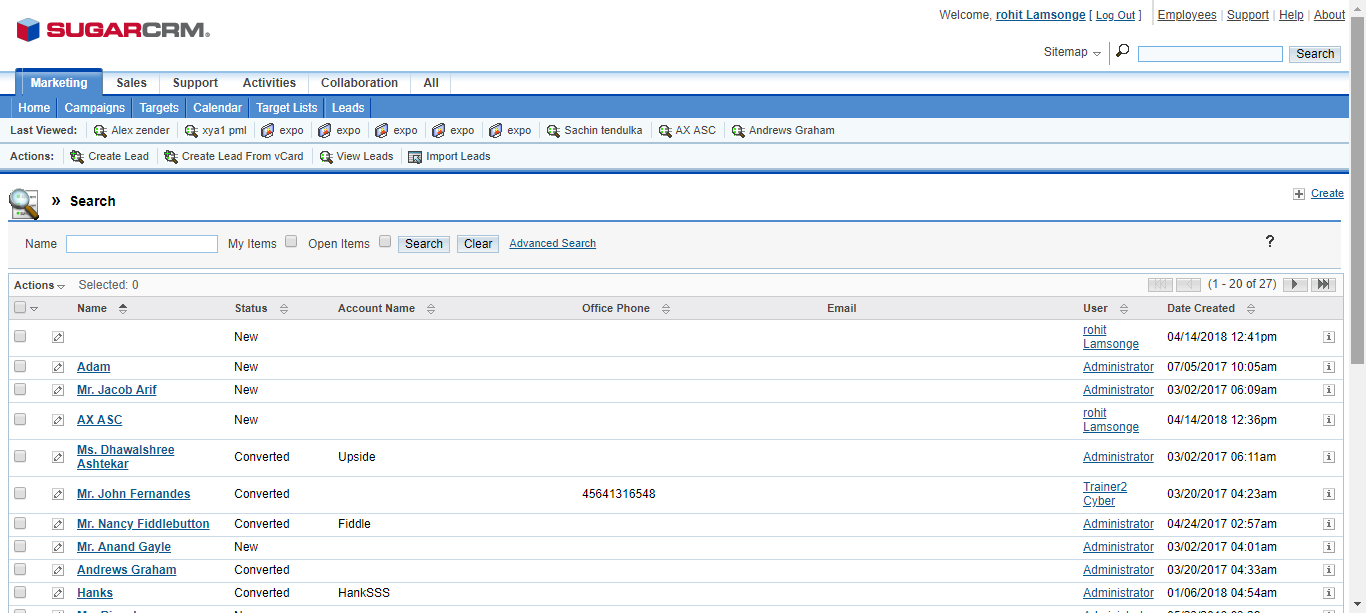 Welcome, rohit Lamsonge [ Log Out ] Employees | Support | Help | About
SUGARCRM.
Sitemap Search
Marketing Sales Support Activities Collaboration All
Home Campaigns Targets Calendar Target Lists Leads
Last Viewed: Alex zender xya1 pml expo expo expo expo expo Sachin tendulka AX ASC Andrews Graham
Actions: Create Lead Create Lead From vCard View Leads Import Leads
» Search
Create
Name My Items Open Items Search Clear Advanced Search ?
Actions Selected: 0 (1 - 20 of 27)
Name Status Account Name Office Phone Email User Date Created
New rohit Lamsonge 04/14/2018 12:41pm
Adam New Administrator 07/05/2017 10:05am
Mr. Jacob Arif New Administrator 03/02/2017 06:09am
AX ASC New rohit Lamsonge 04/14/2018 12:36pm
Ms. Dhawalshree Ashtekar Converted Upside Administrator 03/02/2017 06:11am
Mr. John Fernandes Converted 45641316548 Trainer2 Cyber 03/20/2017 04:23am
Mr. Nancy Fiddlebutton Converted Fiddle Administrator 04/24/2017 02:57am
Mr. Anand Gayle New Administrator 03/02/2017 04:01am
Andrews Graham Converted Administrator 03/20/2017 04:33am
Hanks Converted HankSSS Administrator 01/06/2018 04:54am